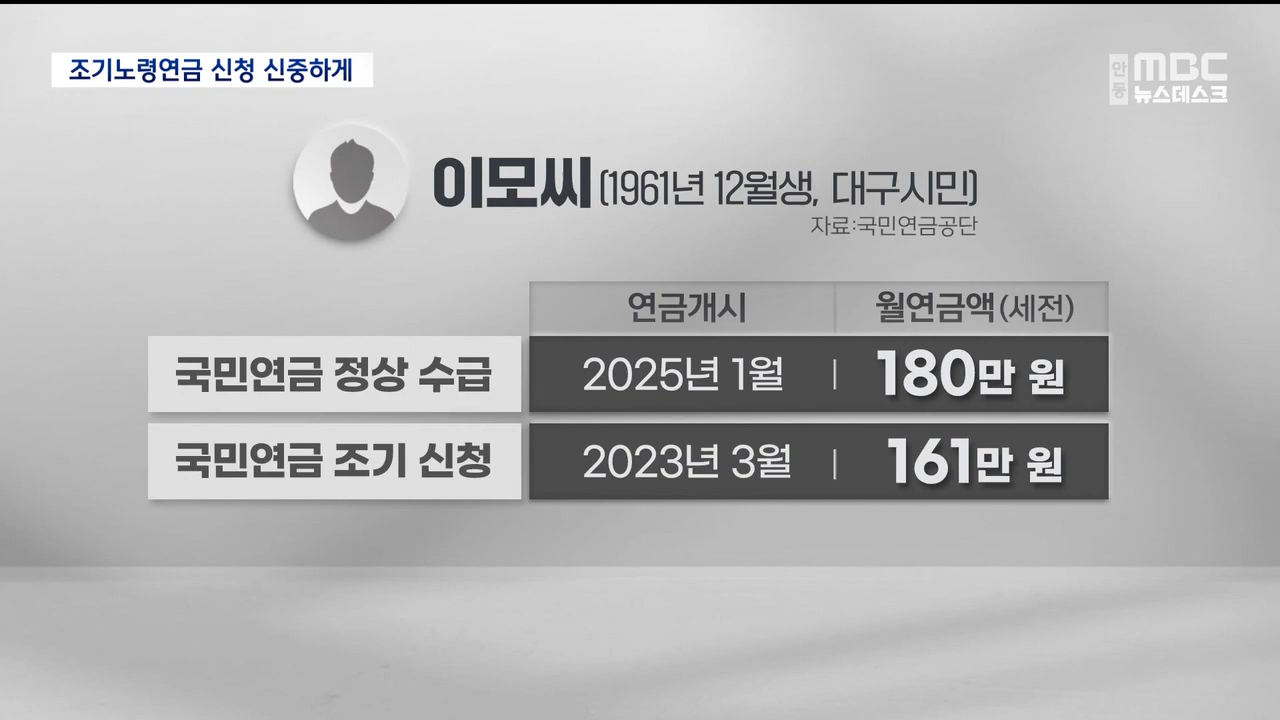 조기노령연금 신청 신중하게
안동 MBC
뉴스데스크
이모씨(1961년 12월생, 대구시민)
자료:국민연금공단
연금개시 월연금액(세전)
국민연금 정상 수급 2025년 1월 180만 원
국민연금 조기 신청 2023년 3월 161만 원